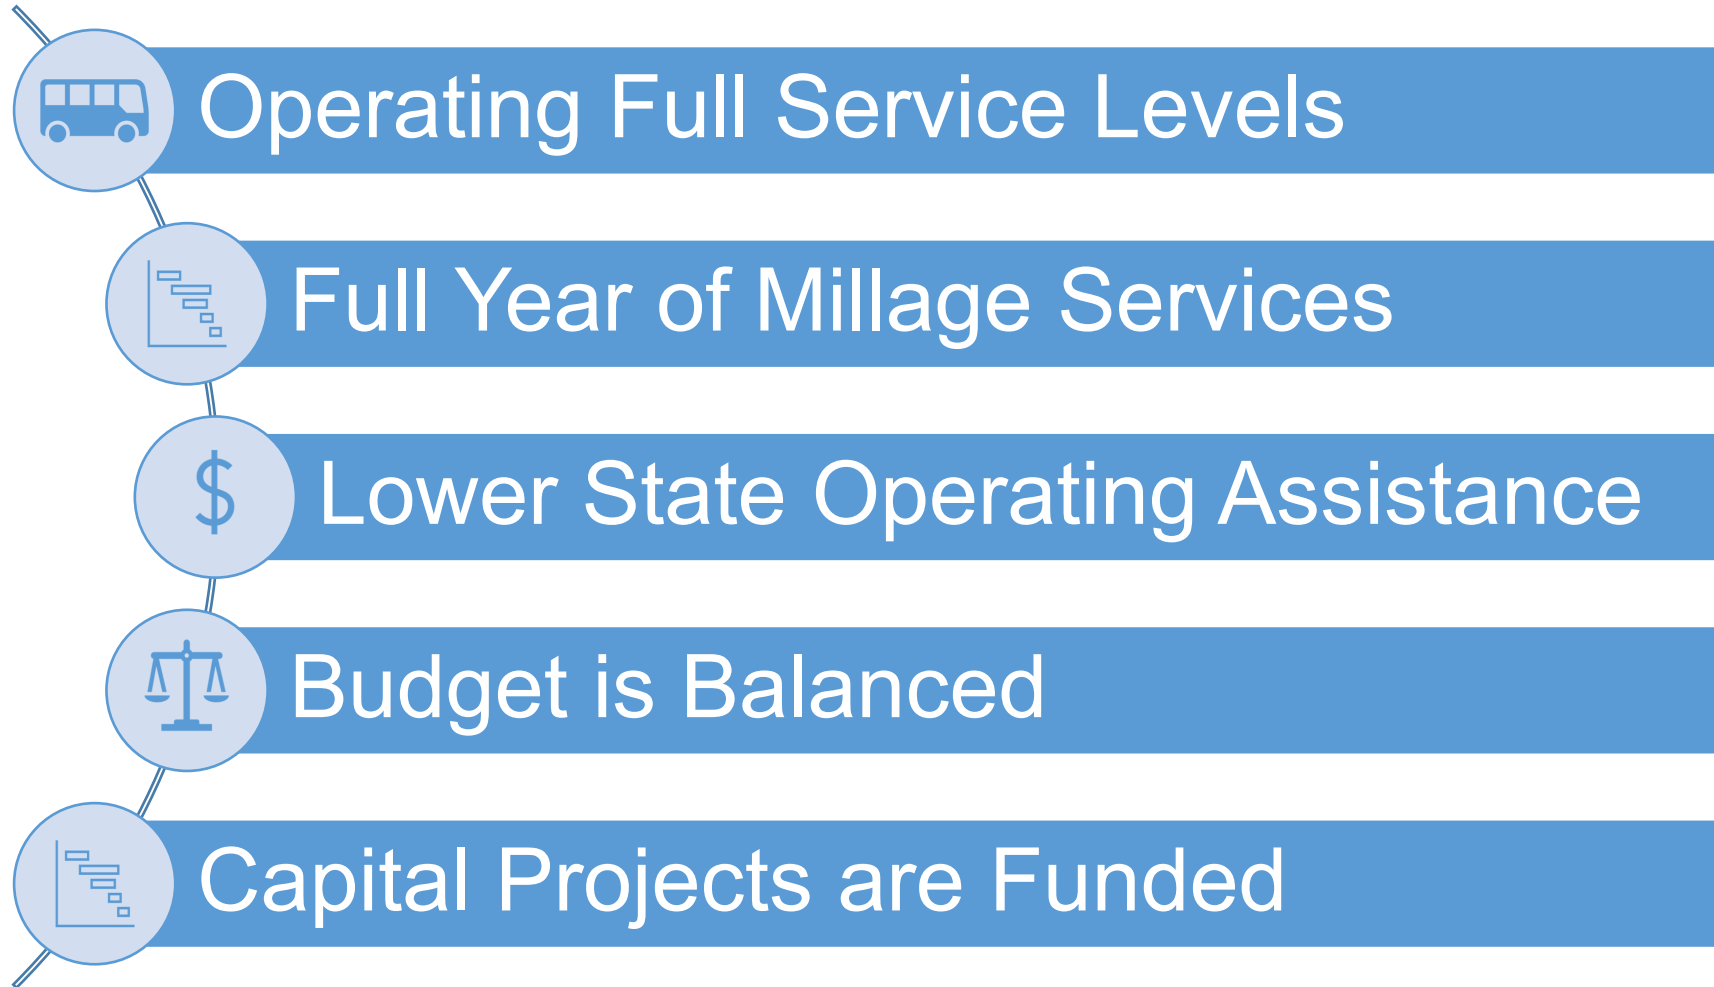 Operating Full Service Levels
Full Year of Millage Services
$
Lower State Operating Assistance
Budget is Balanced
Capital Projects are Funded